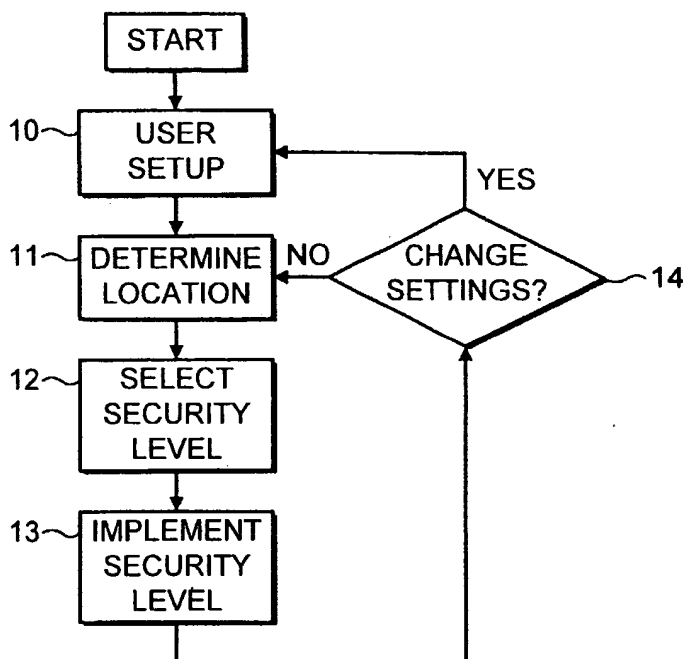 START
10
USER
SETUP
YES
11
DETERMINE
LOCATION
NO
CHANGE
SETTINGS?
14
12
SELECT
SECURITY
LEVEL
13
IMPLEMENT
SECURITY
LEVEL